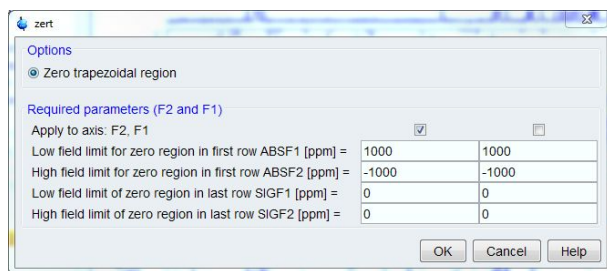 zert
Options
Zero trapezoidal region
Required parameters (F2 and F1)
Apply to axis: F2, F1
Low field limit for zero region in first row ABSF1 [ppm] = 1000 1000
High field limit for zero region in first row ABSF2 [ppm] = -1000 -1000
Low field limit of zero region in last row SIGF1 [ppm] = 0 0
High field limit of zero region in last row SIGF2 [ppm] = 0 0
OK Cancel Help